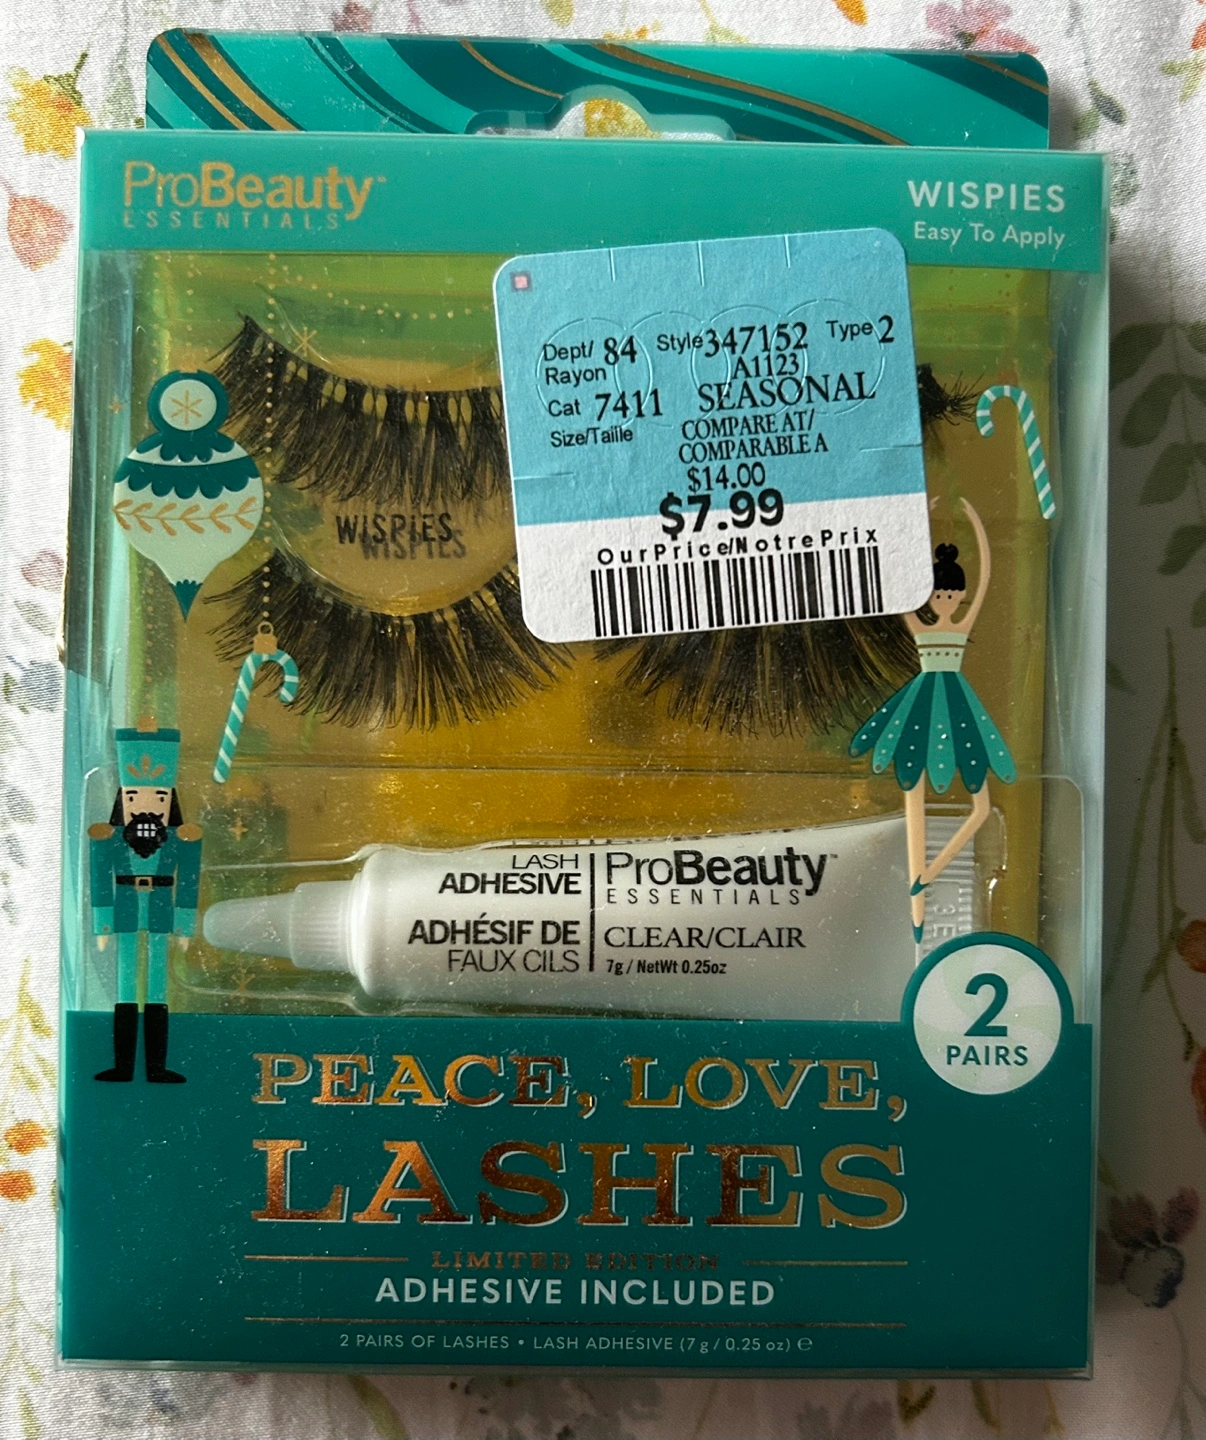 ProBeauty™
ESSENTIALS
WISPIES
Easy To Apply
Dept/ 84 Style 347152 Type 2
Rayon A1123
Cat 7411 SEASONAL
Size/Taille COMPARE AT/
COMPARABLE A
$14.00
$7.99
OurPrice/NotrePrix
WISPIES
LASH
ADHESIVE
ADHÉSIF DE
FAUX CILS
ProBeauty™
ESSENTIALS
CLEAR/CLAIR
7g / NetWt 0.25oz
2
PAIRS
PEACE, LOVE,
LASHES
LIMITED EDITION
ADHESIVE INCLUDED
2 PAIRS OF LASHES • LASH ADHESIVE (7 g / 0.25 oz) ℮